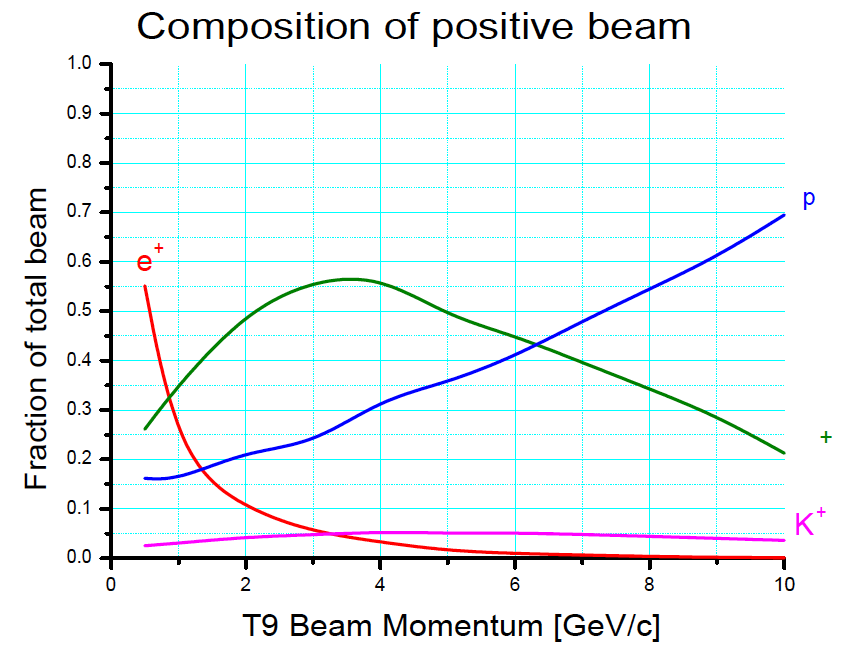 Composition of positive beam
1.0
0.9
0.8
0.7
0.6
0.5
0.4
0.3
0.2
0.1
0.0
Fraction of total beam
e+
p
+
K+
0 2 4 6 8 10
T9 Beam Momentum [GeV/c]